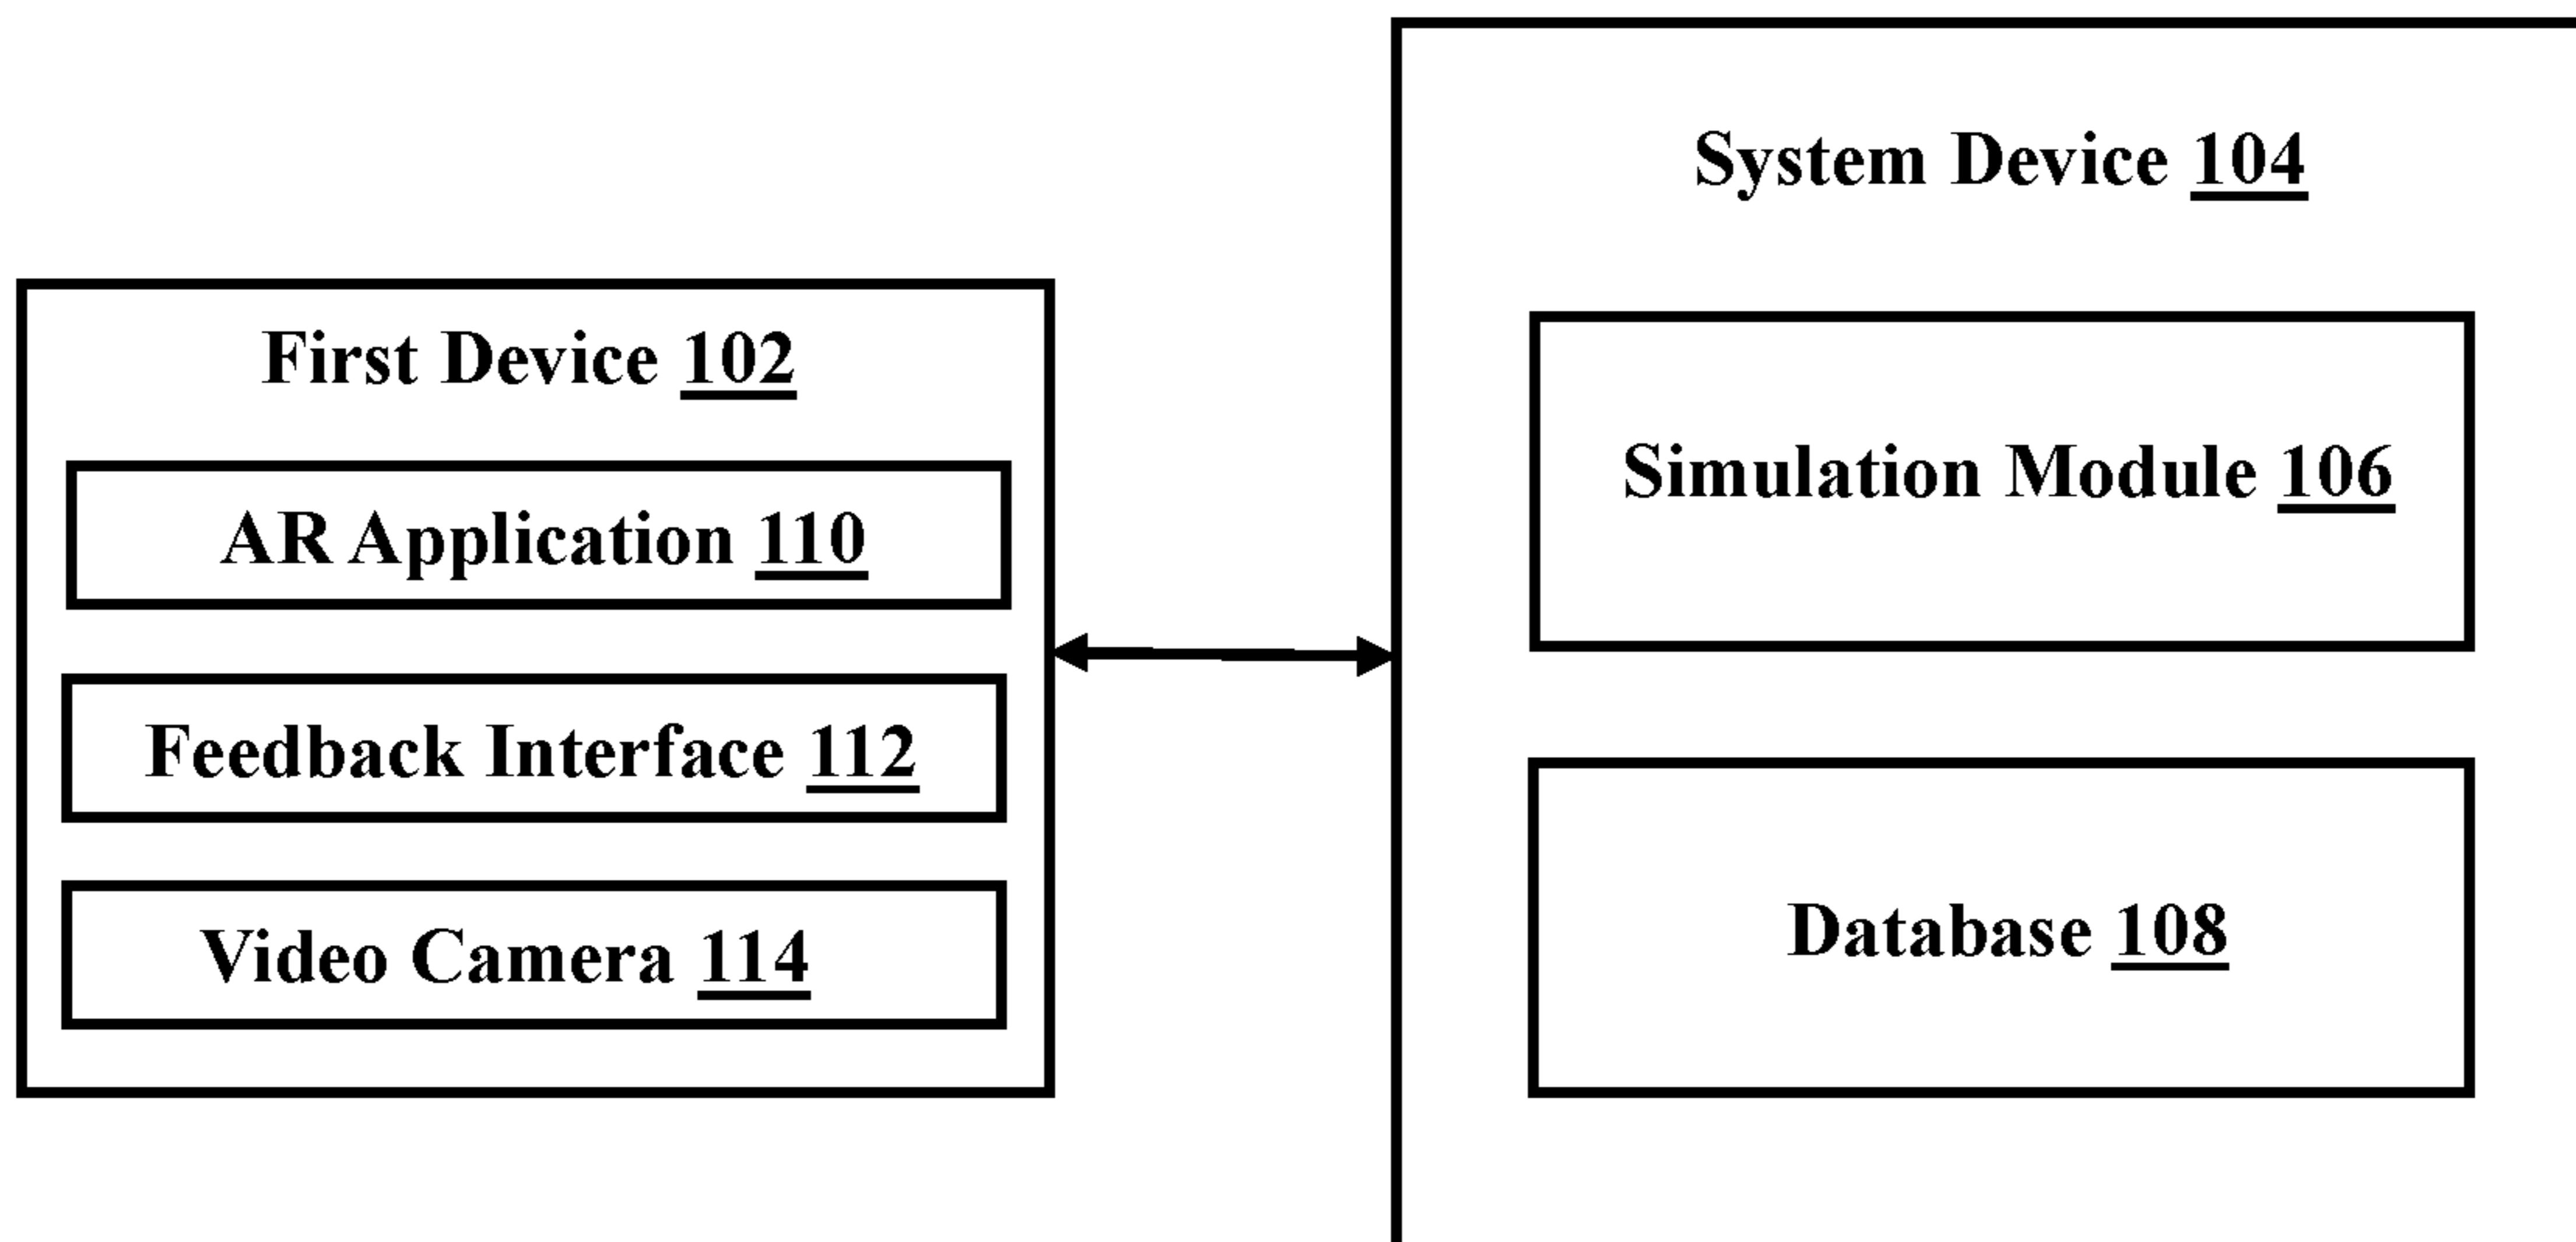 First Device 102
AR Application 110
Feedback Interface 112
Video Camera 114
System Device 104
Simulation Module 106
Database 108